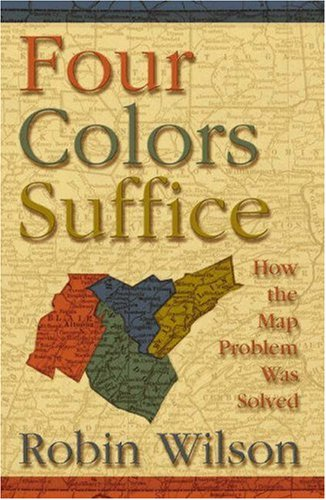 Four
Colors
Suffice
How
the
Map
Problem
Was
Solved
Robin Wilson